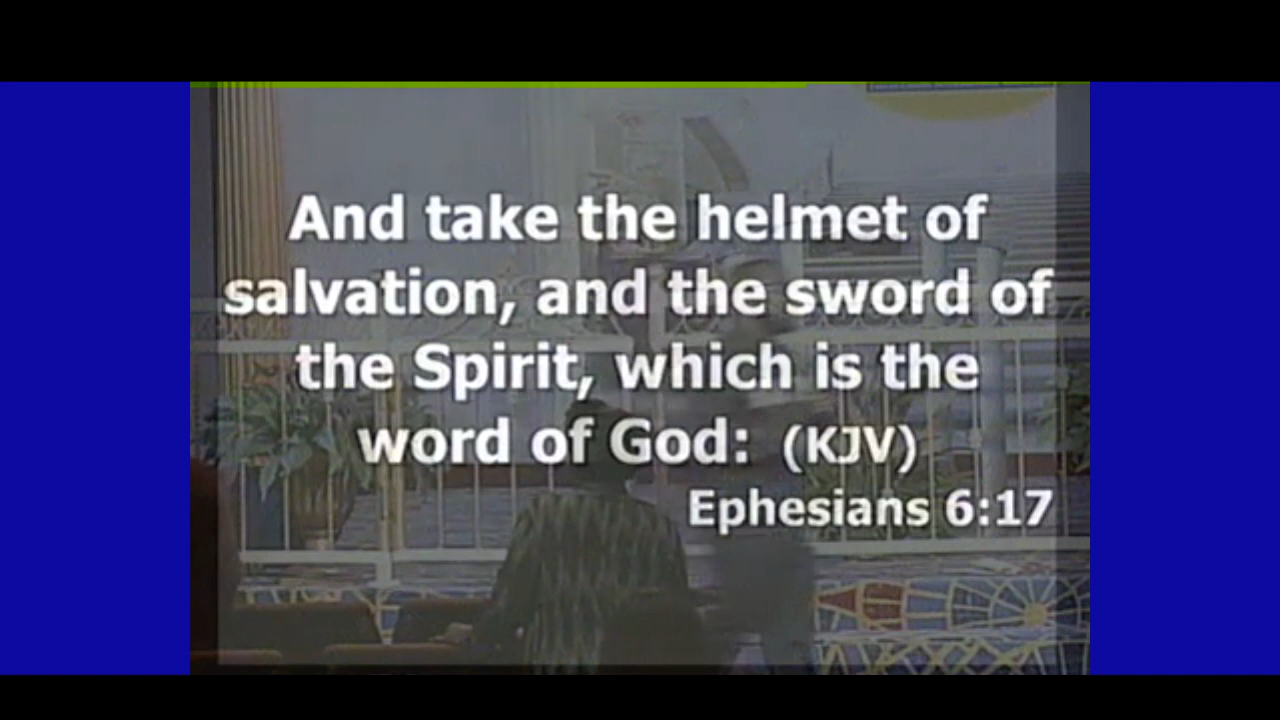 And take the helmet of
salvation, and the sword of
the Spirit, which is the
word of God: (KJV)
Ephesians 6:17